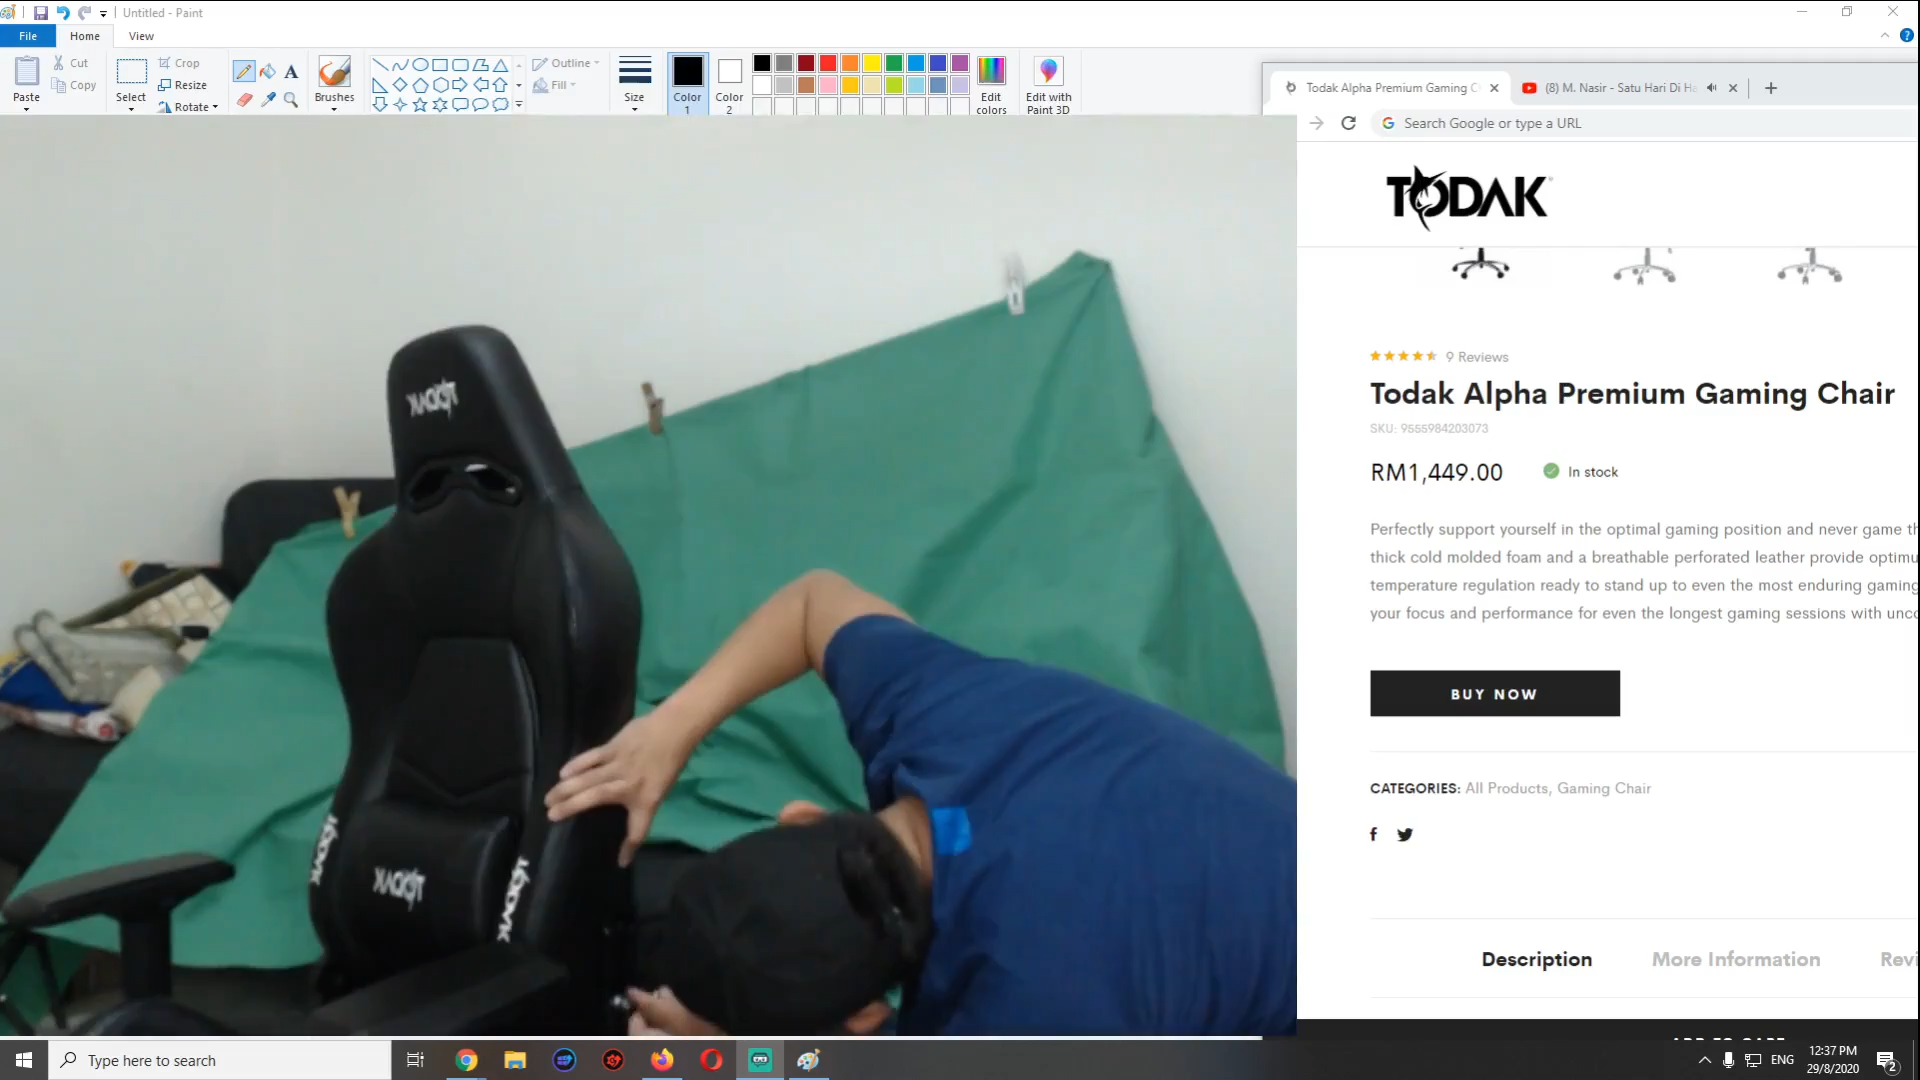 Untitled - Paint
File Home View
Cut
Copy
Paste
Select
Crop
Resize
Rotate
Brushes
Outline
Fill
Size
Color 1
Color 2
Edit colors
Edit with Paint 3D
Todak Alpha Premium Gaming C
(8) M. Nasir - Satu Hari Di Ha
Search Google or type a URL
TODAK
9 Reviews
Todak Alpha Premium Gaming Chair
SKU: 9555984203073
RM1,449.00 In stock
Perfectly support yourself in the optimal gaming position and never game th
thick cold molded foam and a breathable perforated leather provide optimu
temperature regulation ready to stand up to even the most enduring gaming
your focus and performance for even the longest gaming sessions with unco
BUY NOW
CATEGORIES: All Products, Gaming Chair
Description More Information Revi
TODAK
TODAK
TODAK
TODAK
Type here to search
ENG
12:37 PM
29/8/2020
2